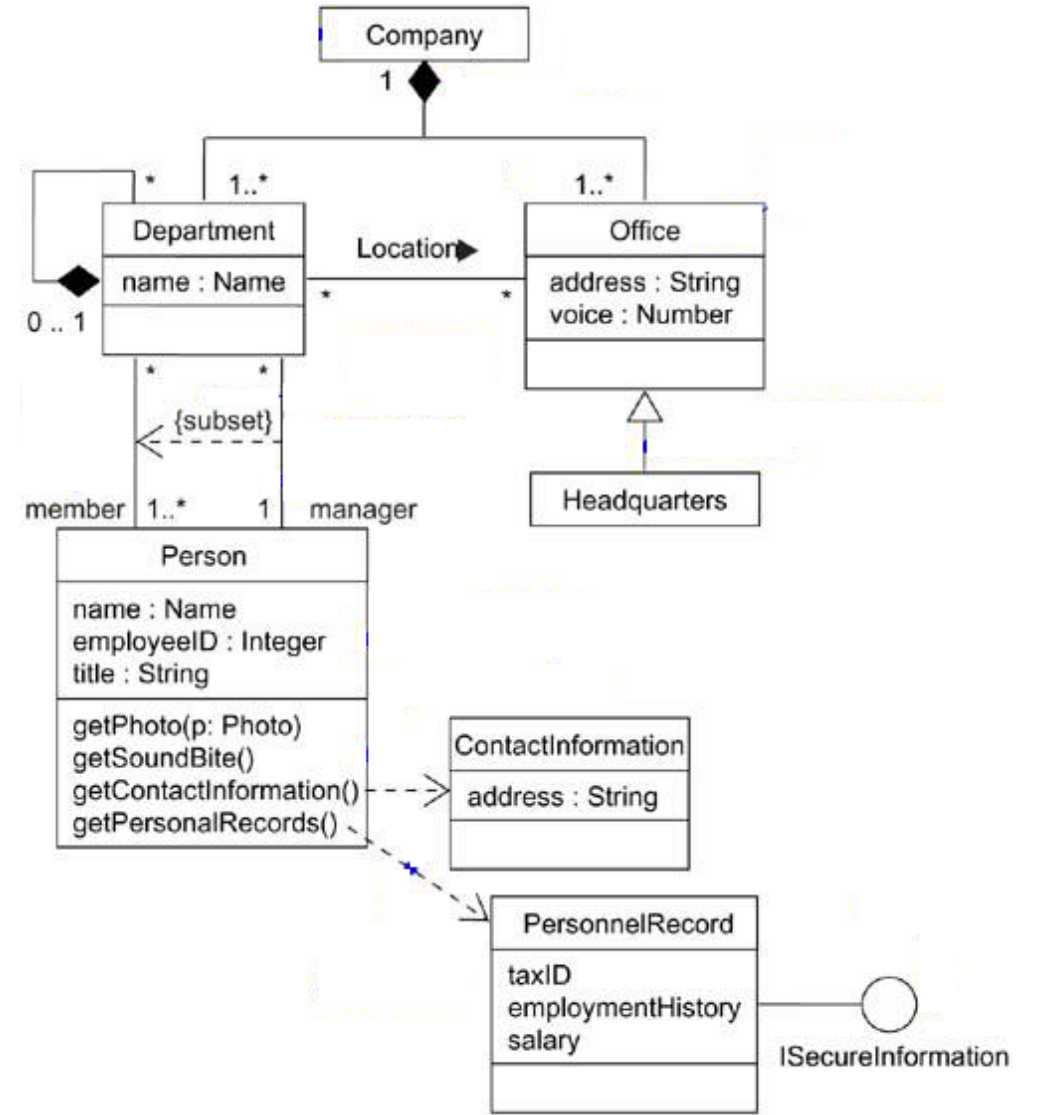 Company
1
* 1..* 1..*
Department
Office
Location
name : Name
address : String
voice : Number
* *
0 .. 1
* *
{subset}
Headquarters
member 1..* 1 manager
Person
name : Name
employeeID : Integer
title : String
getPhoto(p: Photo)
getSoundBite()
getContactInformation()
getPersonalRecords()
ContactInformation
address : String
PersonnelRecord
taxID
employmentHistory
salary
ISecureInformation